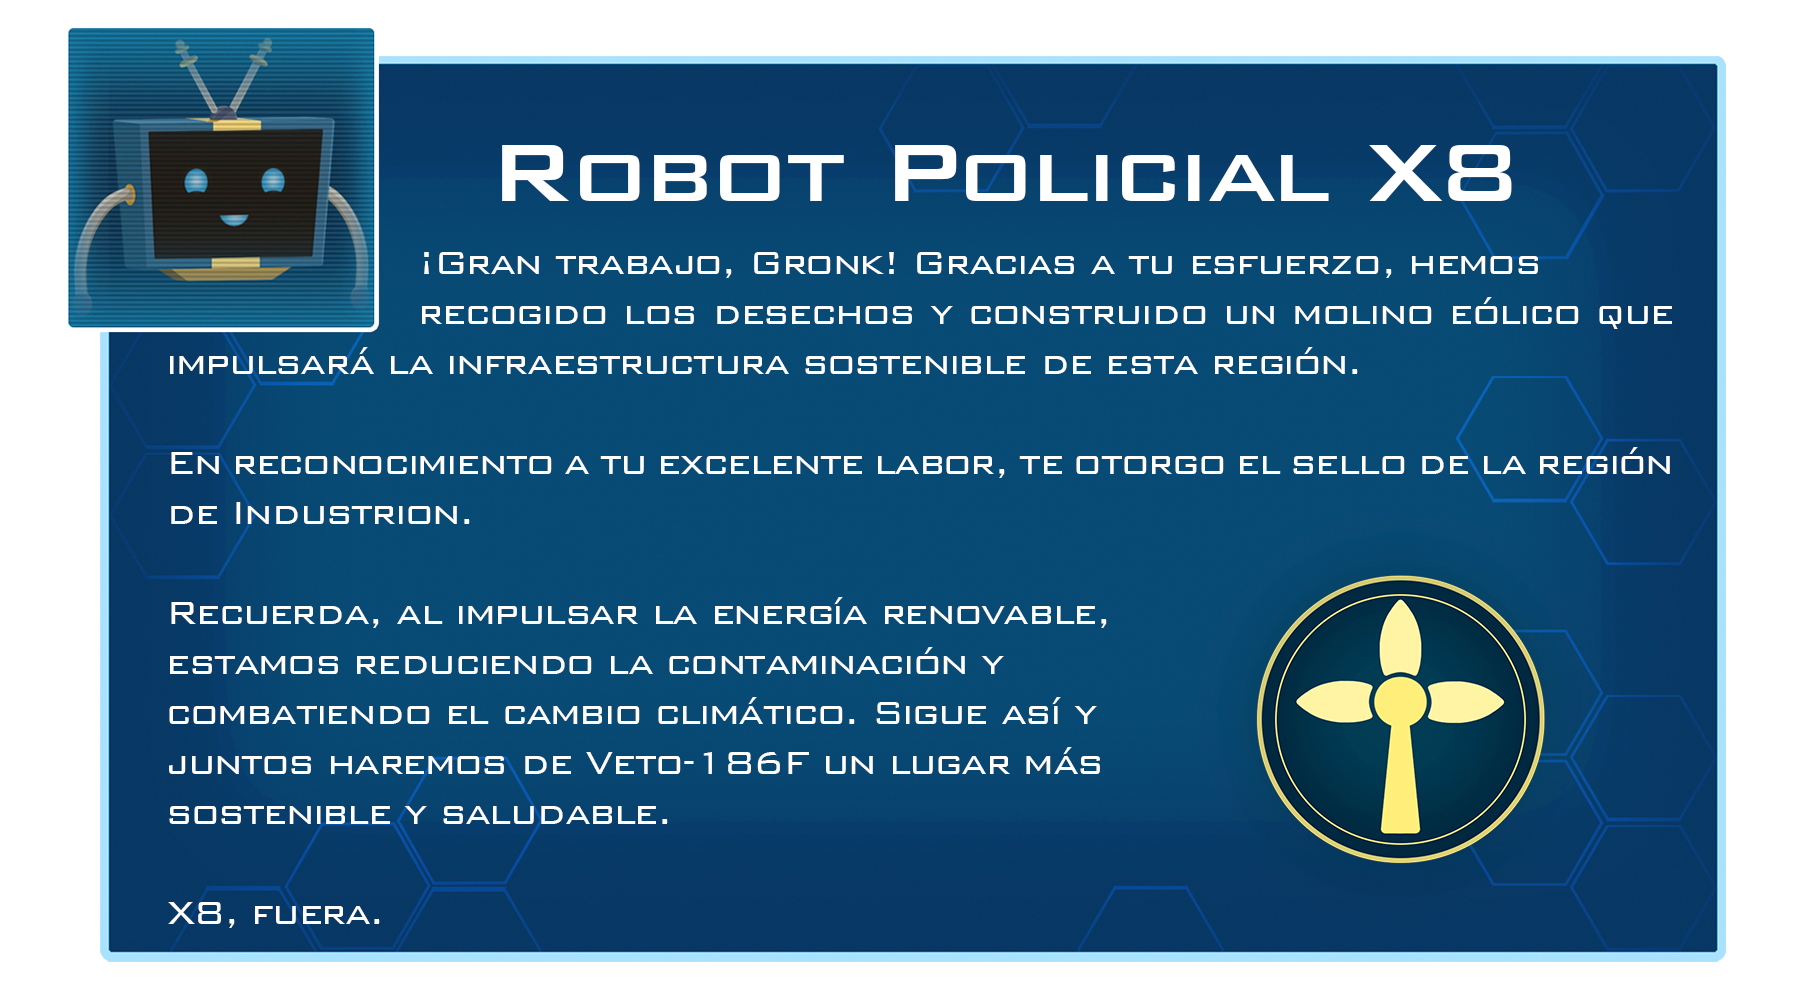 Robot Policial X8
¡Gran trabajo, Gronk! Gracias a tu esfuerzo, hemos
recogido los desechos y construido un molino eólico que
impulsará la infraestructura sostenible de esta región.
En reconocimiento a tu excelente labor, te otorgo el sello de la región
de Industrion.
Recuerda, al impulsar la energía renovable,
estamos reduciendo la contaminación y
combatiendo el cambio climático. Sigue así y
juntos haremos de Veto-186F un lugar más
sostenible y saludable.
X8, fuera.